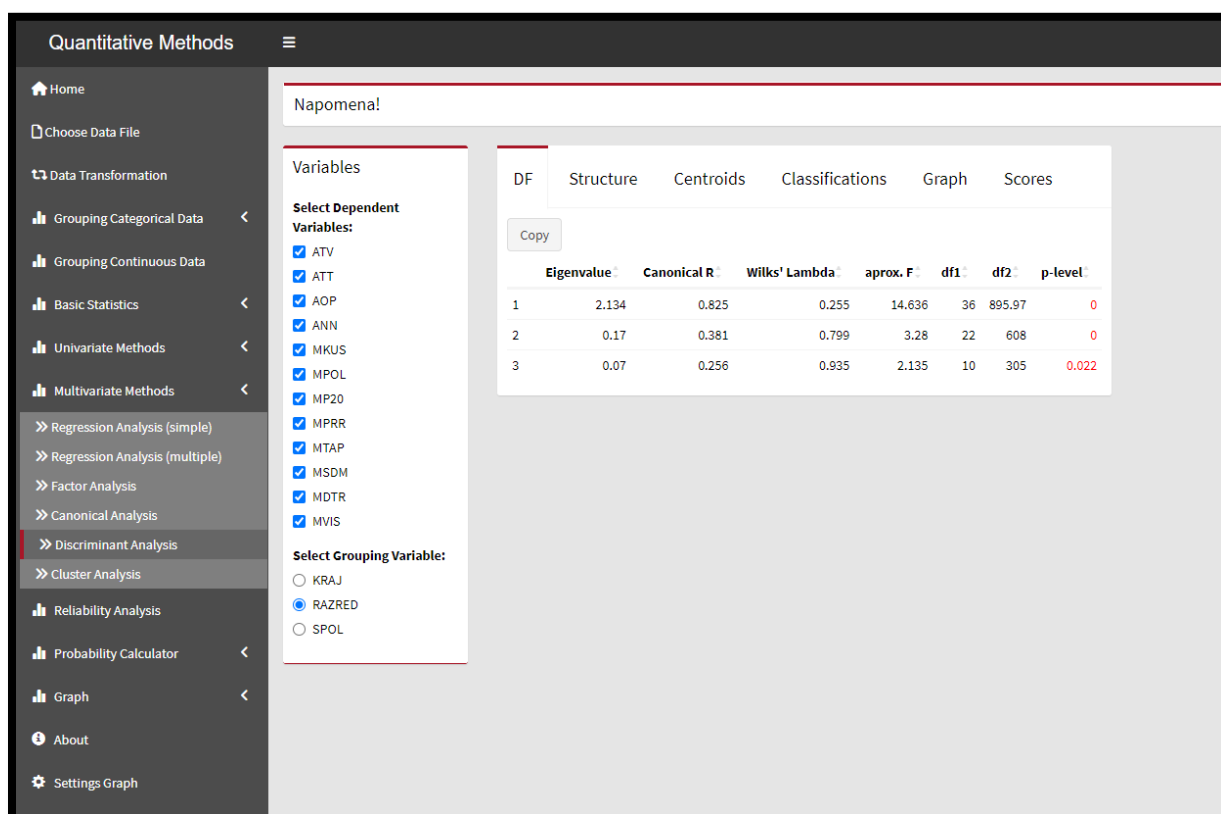 Quantitative Methods
Home
Choose Data File
Data Transformation
Grouping Categorical Data
Grouping Continuous Data
Basic Statistics
Univariate Methods
Multivariate Methods
Regression Analysis (simple)
Regression Analysis (multiple)
Factor Analysis
Canonical Analysis
Discriminant Analysis
Cluster Analysis
Reliability Analysis
Probability Calculator
Graph
About
Settings Graph
Napomena!
Variables
Select Dependent
Variables:
ATV
ATT
AOP
ANN
MKUS
MPOL
MP20
MPRR
MTAP
MSDM
MDTR
MVIS
Select Grouping Variable:
KRAJ
RAZRED
SPOL
DF Structure Centroids Classifications Graph Scores
Copy
Eigenvalue Canonical R Wilks' Lambda aprox. F df1 df2 p-level
1 2.134 0.825 0.255 14.636 36 895.97 0
2 0.17 0.381 0.799 3.28 22 608 0
3 0.07 0.256 0.935 2.135 10 305 0.022